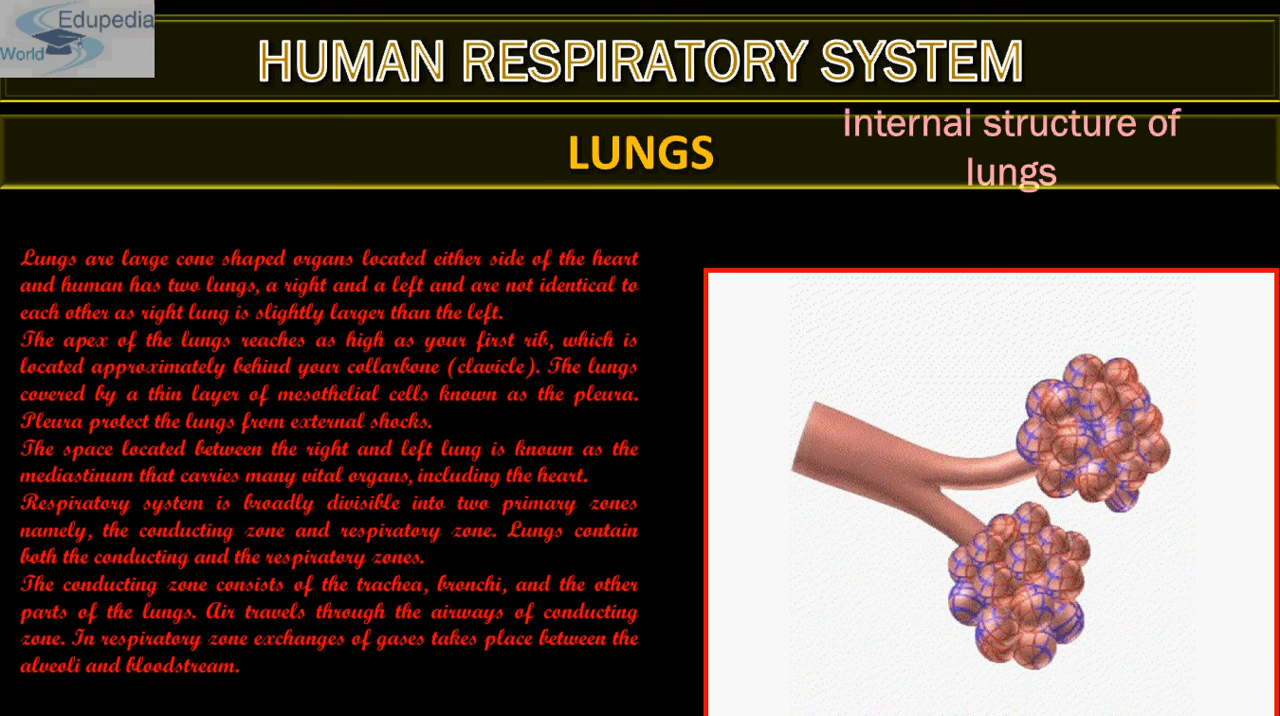 Edupedia
World
HUMAN RESPIRATORY SYSTEM
LUNGS
Internal structure of
lungs
Lungs are large cone shaped organs located either side of the heart
and human has two lungs, a right and a left and are not identical to
each other as right lung is slightly larger than the left.
The apex of the lungs reaches as high as your first rib, which is
located approximately behind your collarbone (clavicle). The lungs
covered by a thin layer of mesothelial cells known as the pleura.
Pleura protect the lungs from external shocks.
The space located between the right and left lung is known as the
mediastinum that carries many vital organs, including the heart.
Respiratory system is broadly divisible into two primary zones
namely, the conducting zone and respiratory zone. Lungs contain
both the conducting and the respiratory zones.
The conducting zone consists of the trachea, bronchi, and the other
parts of the lungs. Air travels through the airways of conducting
zone. In respiratory zone exchanges of gases takes place between the
alveoli and bloodstream.